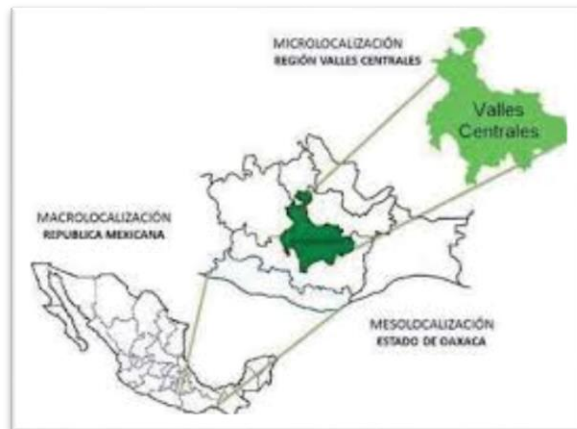 MICROLOCALIZACIÓN
REGIÓN VALLES CENTRALES
Valles
Centrales
MACROLOCALIZACIÓN
REPUBLICA MEXICANA
MESOLOCALIZACIÓN
ESTADO DE OAXACA